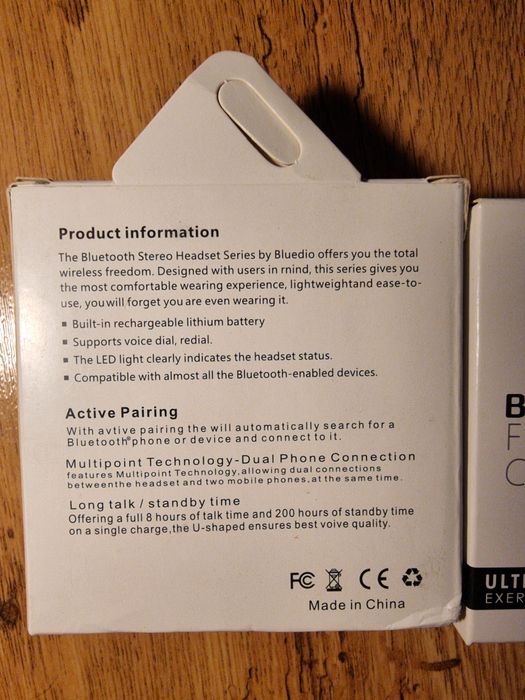 Product information
The Bluetooth Stereo Headset Series by Bluedio offers you the total
wireless freedom. Designed with users in rnind, this series gives you
the most comfortable wearing experience, lightweightand ease-to-
use, you will forget you are even wearing it.
Built-in rechargeable lithium battery
Supports voice dial, redial.
The LED light clearly indicates the headset status.
Compatible with almost all the Bluetooth-enabled devices.
Active Pairing
With avtive pairing the will automatically search for a
Bluetooth® phone or device and connect to it.
Multipoint Technology-Dual Phone Connection
features Multipoint Technology, allowing dual connections
betweenthe headset and two mobile phones, at the same time.
Long talk / standby time
Offering a full 8 hours of talk time and 200 hours of standby time
on a single charge,the U-shaped ensures best voive quality.
FC CE
Made in China
B
F
C
ULT
EXER